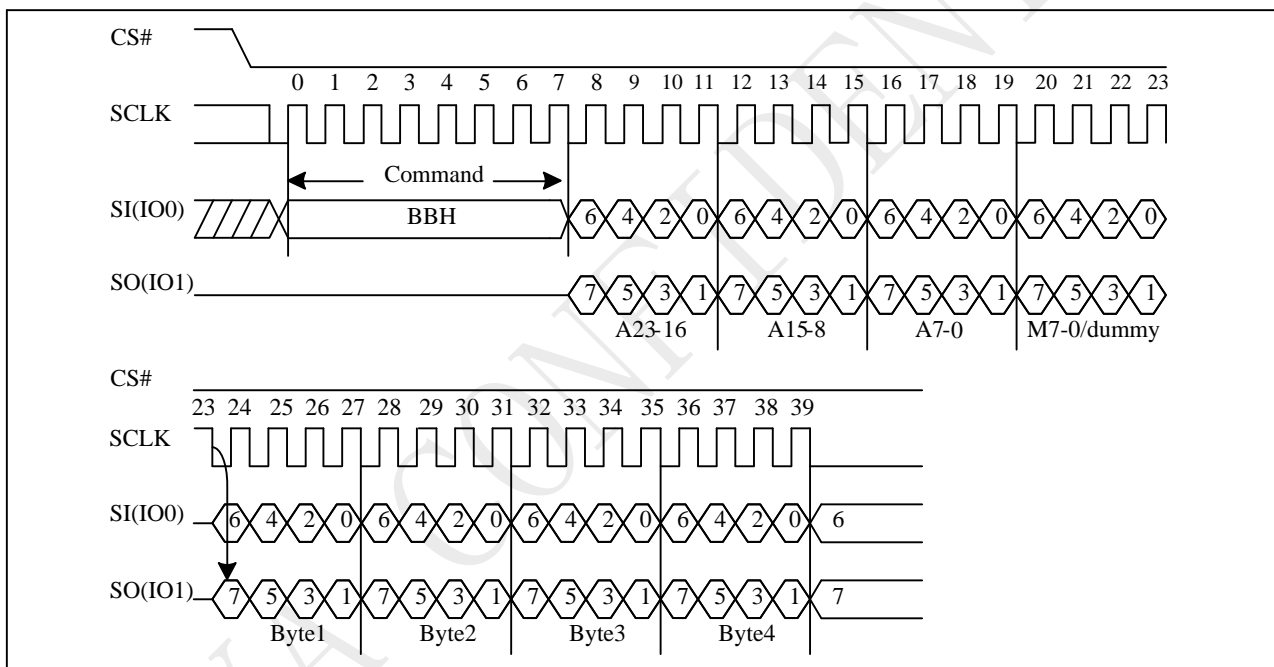 CS#
0 1 2 3 4 5 6 7 8 9 10 11 12 13 14 15 16 17 18 19 20 21 22 23
SCLK
Command
SI(IO0) BBH 6 4 2 0 6 4 2 0 6 4 2 0 6 4 2 0
SO(IO1) 7 5 3 1 7 5 3 1 7 5 3 1 7 5 3 1
A23-16 A15-8 A7-0 M7-0/dummy
CS#
23 24 25 26 27 28 29 30 31 32 33 34 35 36 37 38 39
SCLK
SI(IO0) 6 4 2 0 6 4 2 0 6 4 2 0 6 4 2 0 6
SO(IO1) 7 5 3 1 7 5 3 1 7 5 3 1 7 5 3 1 7
Byte1 Byte2 Byte3 Byte4